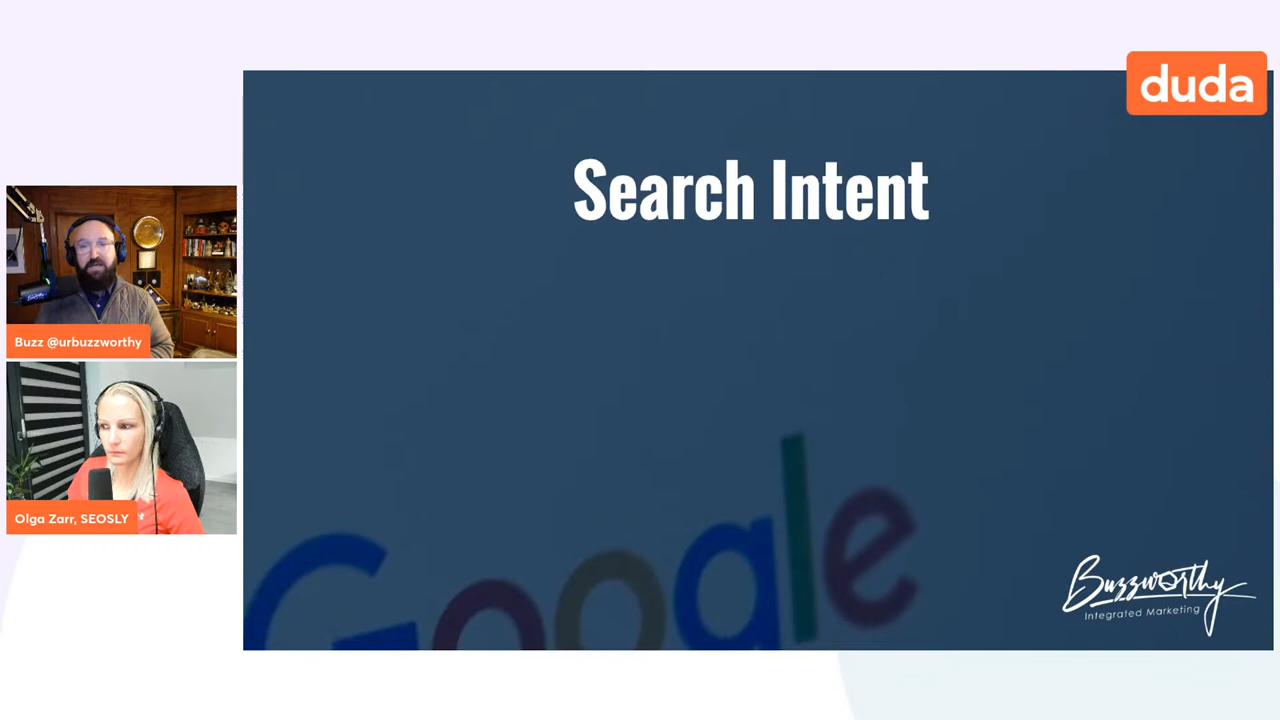 duda
Search Intent
Buzz @urbuzzworthy
Olga Zarr, SEOSLY
Google
Buzzworthy
Integrated Marketing